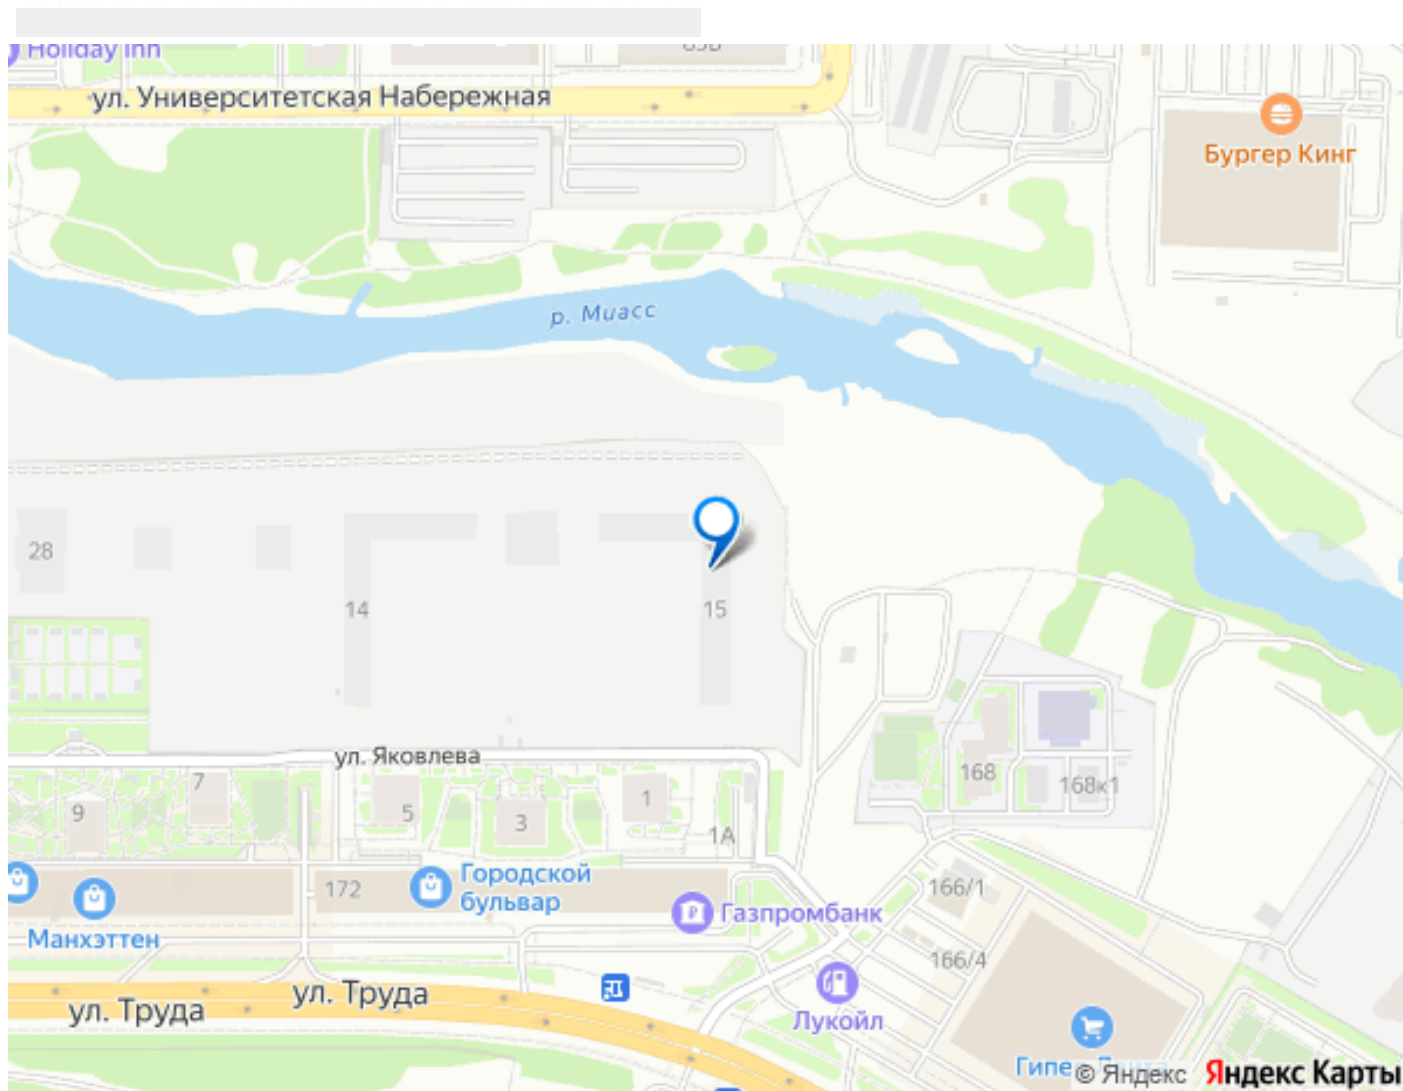 Holiday Inn
ул. Университетская Набережная
Бургер Кинг
р. Миасс
28
14
15
ул. Яковлева
7
9
5
3
1
1А
168
168к1
172
Городской
бульвар
166/1
Манхэттен
Газпромбанк
166/4
ул. Труда
ул. Труда
Лукойл
© Яндекс
Яндекс Карты